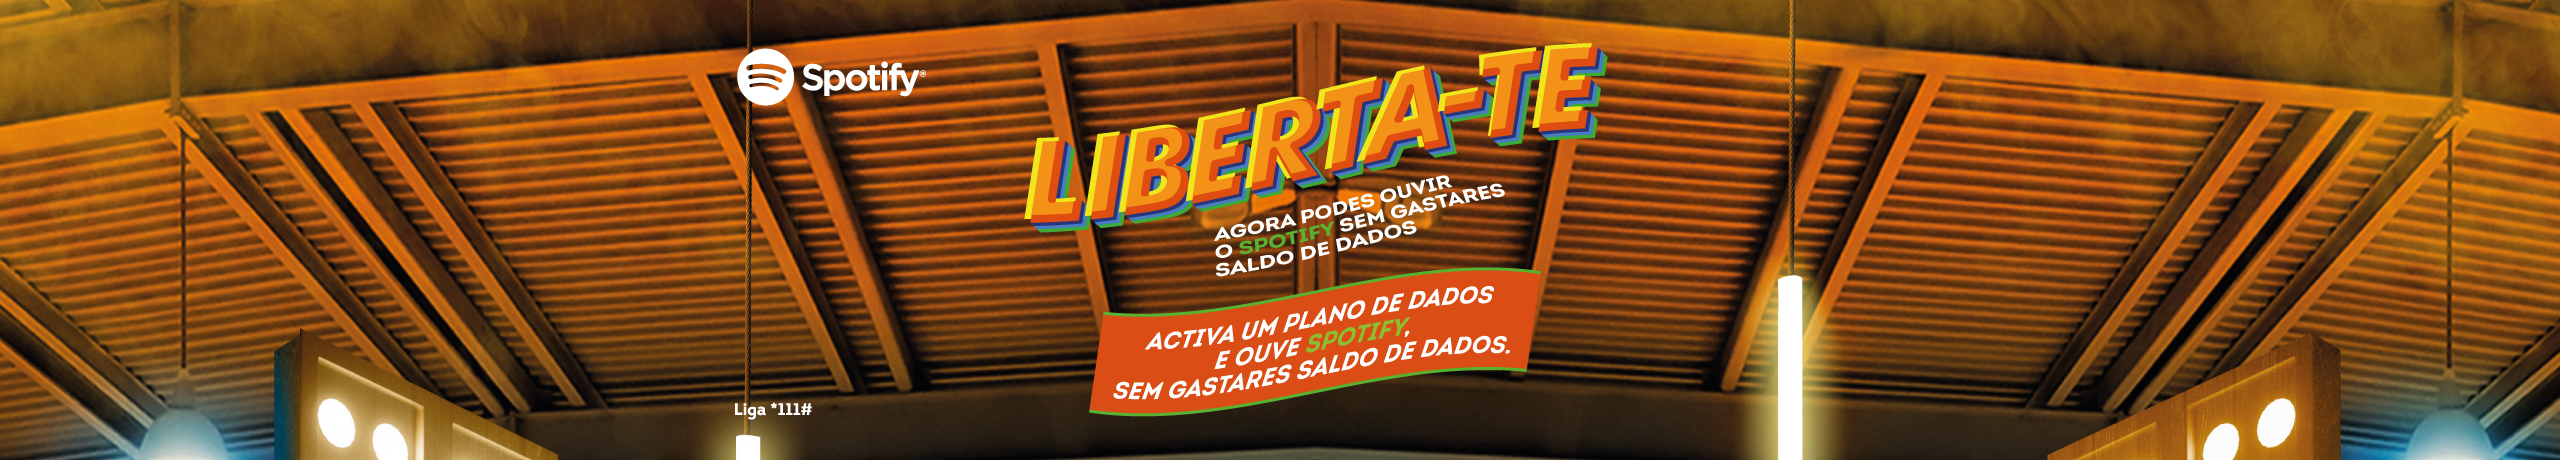 Spotify®
LIBERTA-TE
AGORA PODES OUVIR
O SPOTIFY SEM GASTARES
SALDO DE DADOS
ACTIVA UM PLANO DE DADOS
E OUVE SPOTIFY,
SEM GASTARES SALDO DE DADOS.
Liga *111#